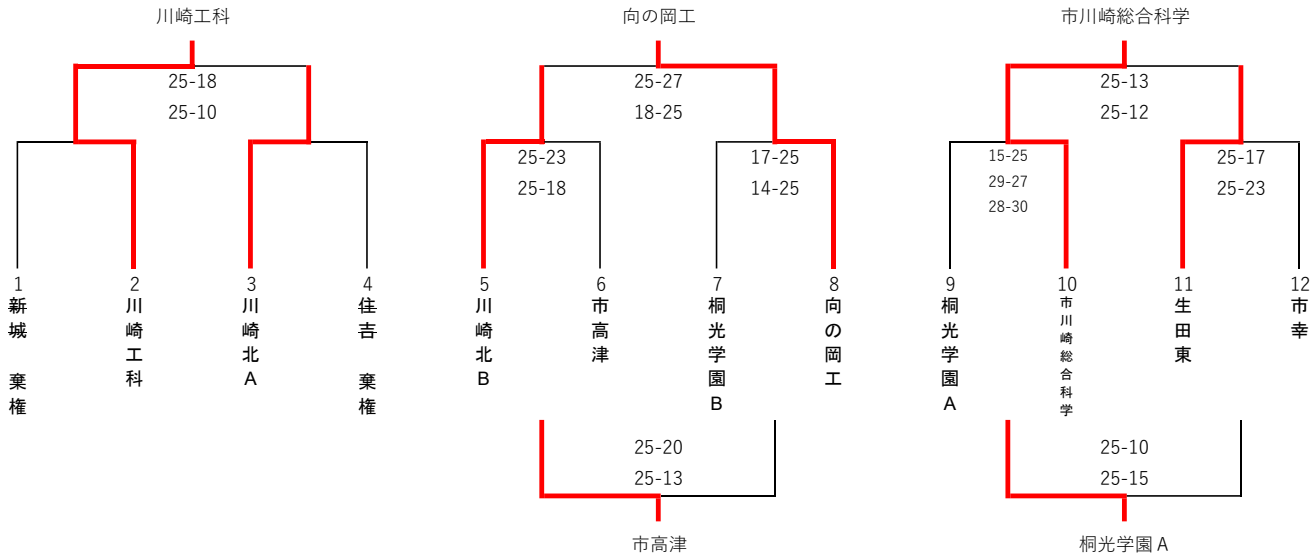 川崎工科
向の岡工
市川崎総合科学
25-18
25-10
25-27
18-25
25-13
25-12
25-23
25-18
17-25
14-25
15-25
29-27
28-30
25-17
25-23
1
新城 棄権
2
川崎工科
3
川崎北A
4
住吉 棄権
5
川崎北B
6
市高津
7
桐光学園B
8
向の岡工
9
桐光学園A
10
市川崎総合科学
11
生田東
12
市幸
25-20
25-13
25-10
25-15
市高津
桐光学園A